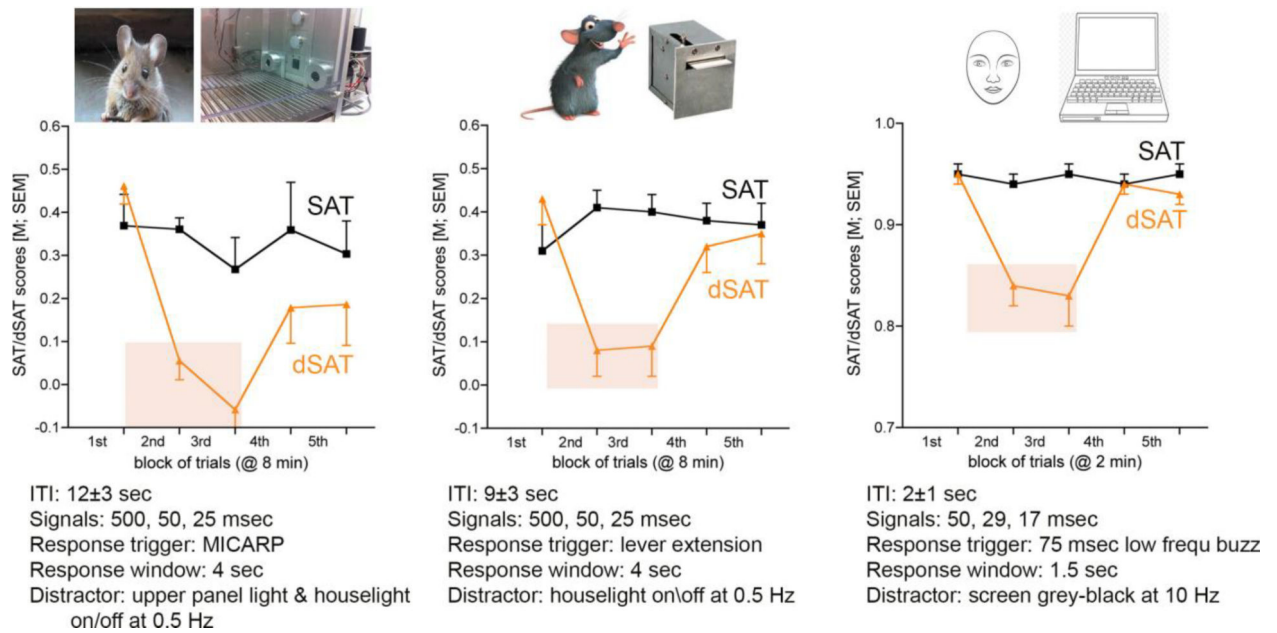 SAT/dSAT scores [M; SEM]
0.6
0.5
0.4
0.3
0.2
0.1
0.0
-0.1
SAT
dSAT
1st 2nd 3rd 4th 5th
block of trials (@ 8 min)
ITI: 12±3 sec
Signals: 500, 50, 25 msec
Response trigger: MICARP
Response window: 4 sec
Distractor: upper panel light & houselight
on/off at 0.5 Hz
SAT/dSAT scores [M; SEM]
0.6
0.5
0.4
0.3
0.2
0.1
0.0
-0.1
SAT
dSAT
1st 2nd 3rd 4th 5th
block of trials (@ 8 min)
ITI: 9±3 sec
Signals: 500, 50, 25 msec
Response trigger: lever extension
Response window: 4 sec
Distractor: houselight on\off at 0.5 Hz
SAT/dSAT scores [M; SEM]
1.0
0.9
0.8
0.7
SAT
dSAT
1st 2nd 3rd 4th 5th
block of trials (@ 2 min)
ITI: 2±1 sec
Signals: 50, 29, 17 msec
Response trigger: 75 msec low frequ buzz
Response window: 1.5 sec
Distractor: screen grey-black at 10 Hz